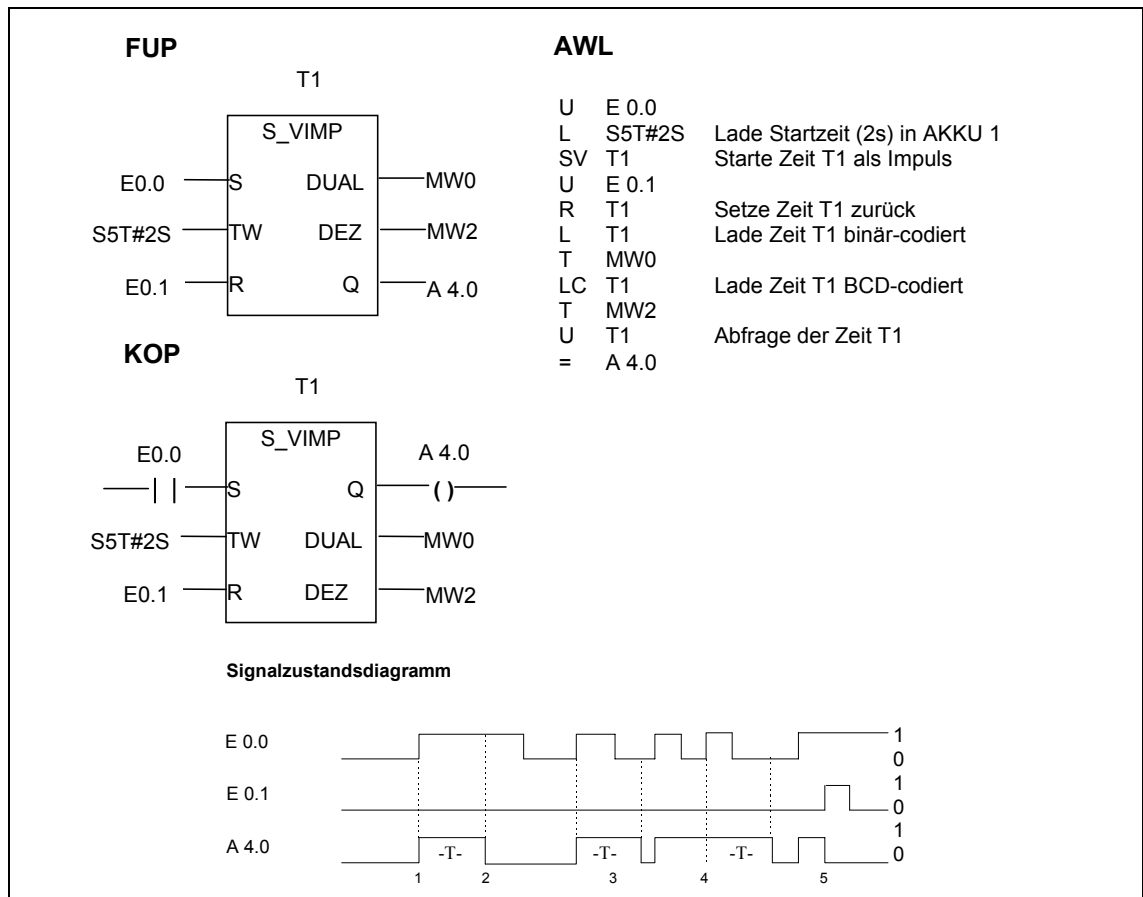 FUP
T1
S_VIMP
E0.0 S DUAL MW0
S5T#2S TW DEZ MW2
E0.1 R Q A 4.0
AWL
U E 0.0
L S5T#2S Lade Startzeit (2s) in AKKU 1
SV T1 Starte Zeit T1 als Impuls
U E 0.1
R T1 Setze Zeit T1 zurück
L T1 Lade Zeit T1 binär-codiert
T MW0
LC T1 Lade Zeit T1 BCD-codiert
T MW2
U T1 Abfrage der Zeit T1
= A 4.0
KOP
T1
S_VIMP
E0.0 A 4.0
S Q ( )
S5T#2S TW DUAL MW0
E0.1 R DEZ MW2
Signalzustandsdiagramm
E 0.0 1
0
E 0.1 1
0
A 4.0 -T- -T- -T- 1
0
1 2 3 4 5